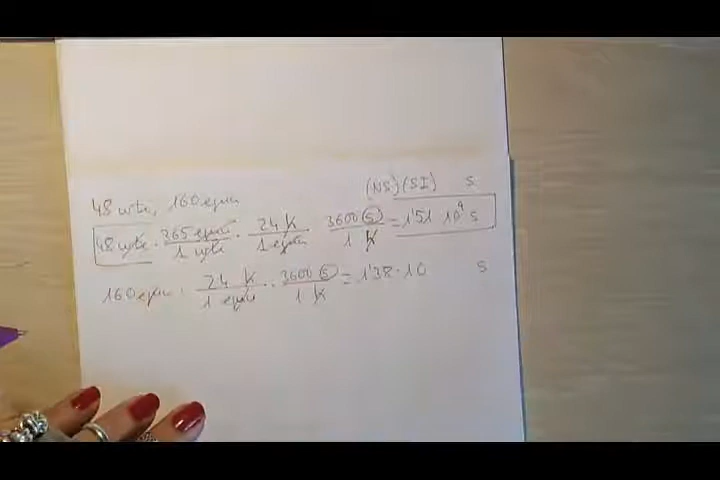 (NS) (SI) s
48 urte, 160 egun
48 urte · 365 egun / 1 urte · 24 h / 1 egun · 3600 s / 1 h = 1'51 10⁹ s
160 egun · 24 h / 1 egun · 3600 s / 1 h = 1'38·10 s